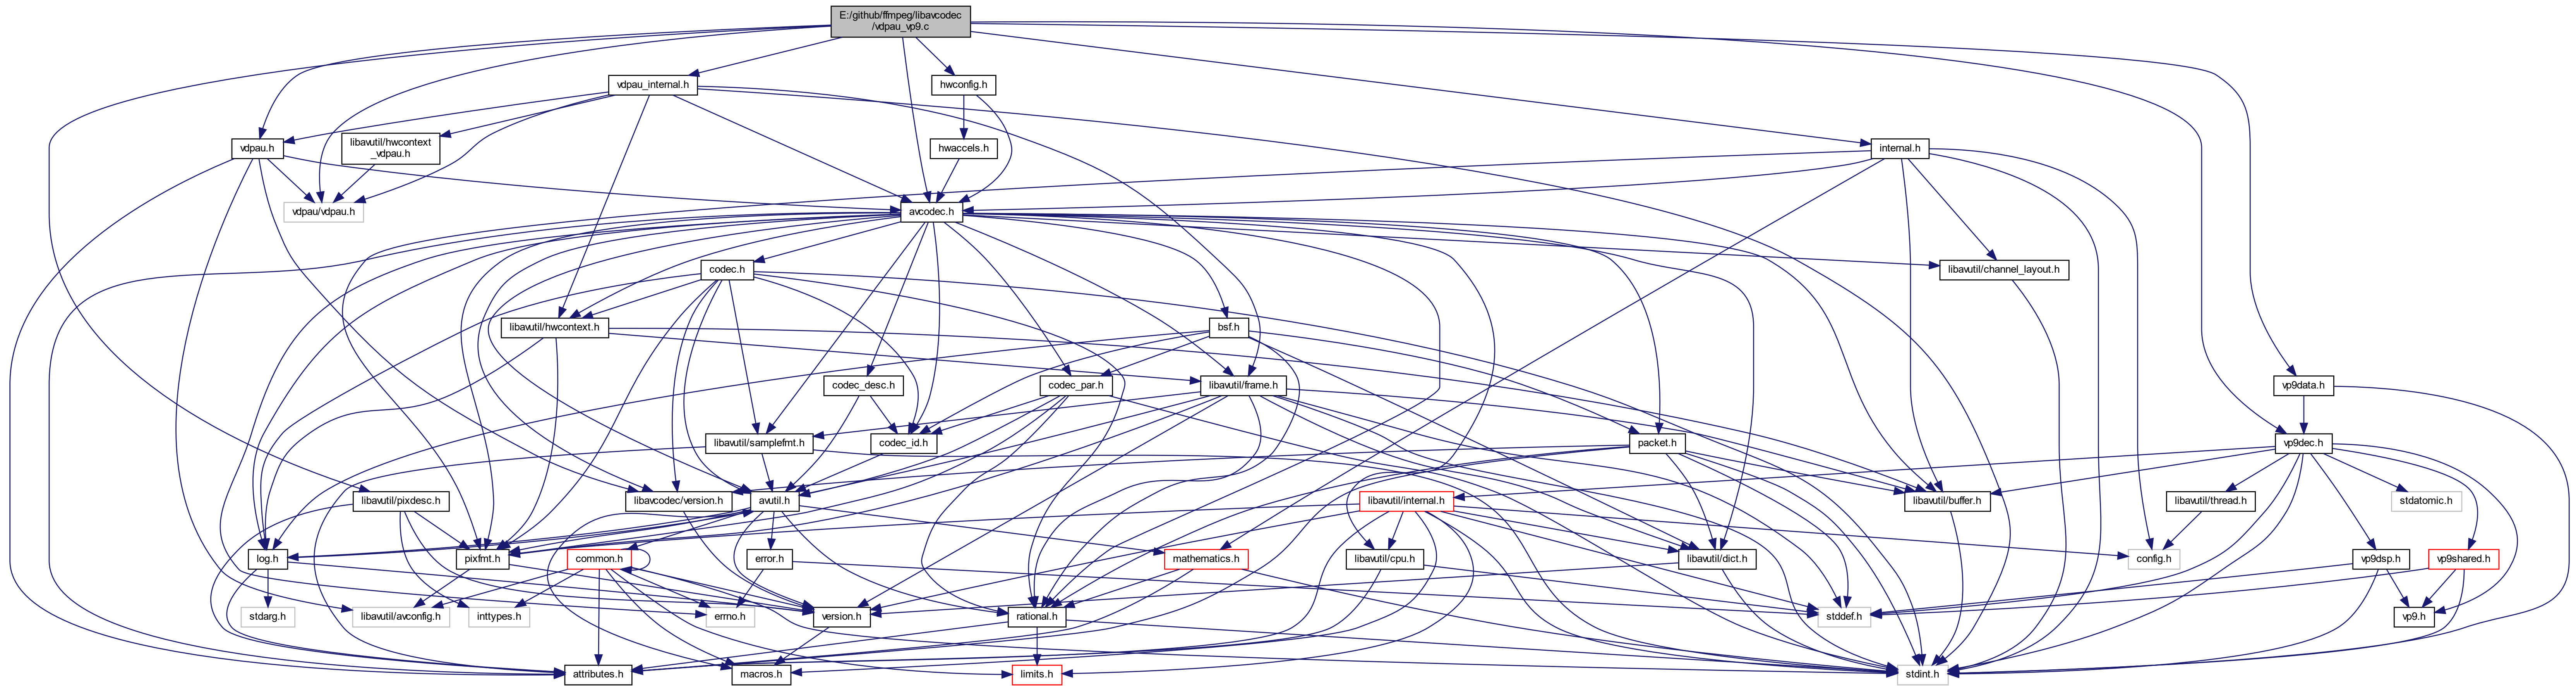 E:/github/ffmpeg/libavcodec
/vdpau_vp9.c
vdpau_internal.h
hwconfig.h
vdpau.h
libavutil/hwcontext
_vdpau.h
hwaccels.h
internal.h
vdpau/vdpau.h
avcodec.h
codec.h
libavutil/channel_layout.h
libavutil/hwcontext.h
bsf.h
codec_desc.h
codec_par.h
libavutil/frame.h
vp9data.h
libavutil/samplefmt.h
codec_id.h
packet.h
vp9dec.h
libavutil/pixdesc.h
libavcodec/version.h
avutil.h
libavutil/internal.h
libavutil/buffer.h
libavutil/thread.h
stdatomic.h
log.h
pixfmt.h
common.h
error.h
mathematics.h
libavutil/cpu.h
libavutil/dict.h
config.h
vp9dsp.h
vp9shared.h
stdarg.h
libavutil/avconfig.h
inttypes.h
errno.h
version.h
rational.h
stddef.h
vp9.h
attributes.h
macros.h
limits.h
stdint.h